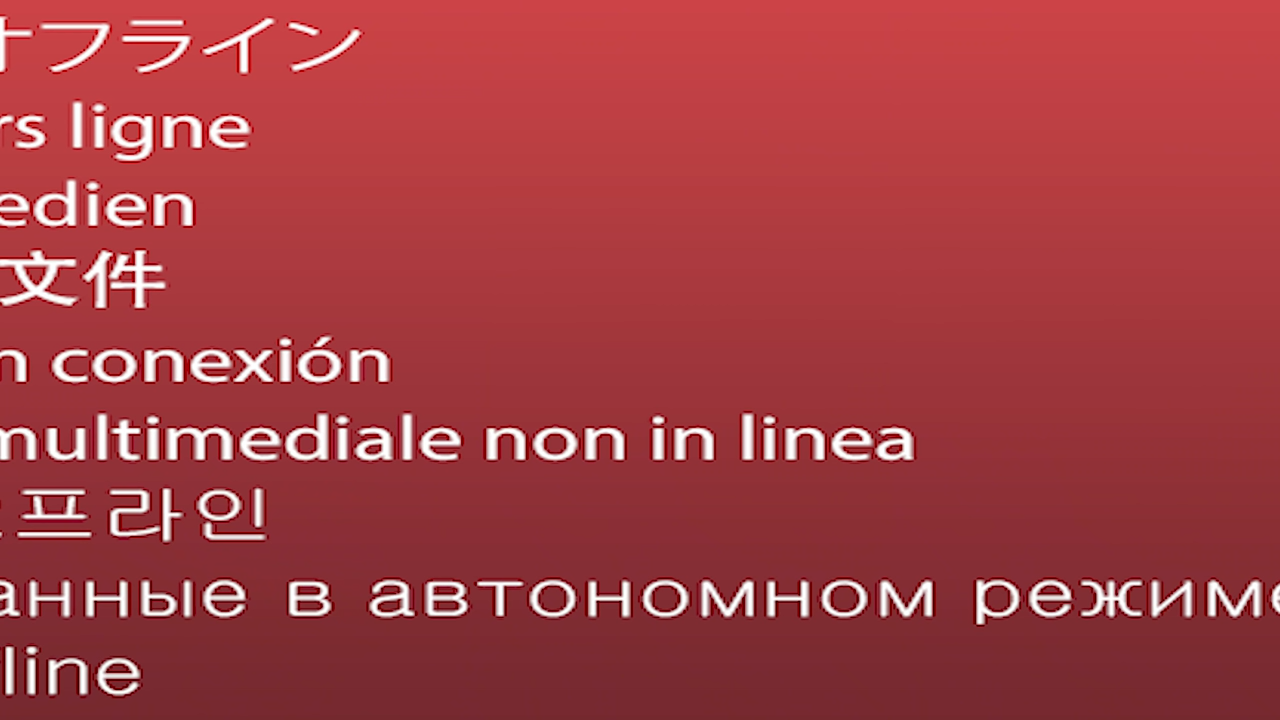 オフライン
rs ligne
edien
文件
n conexión
multimediale non in linea
프라인
анные в автономном режиме
line